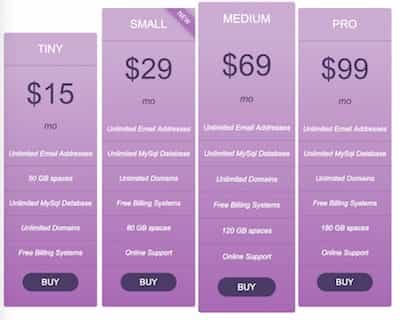 TINY
$15
mo
Unlimited Email Addresses
50 GB spaces
Unlimited MySql Database
Unlimited Domains
Free Billing Systems
BUY
SMALL
NEW
$29
mo
Unlimited Email Addresses
Unlimited MySql Database
Unlimited Domains
Free Billing Systems
80 GB spaces
Online Support
BUY
MEDIUM
$69
mo
Unlimited Email Addresses
Unlimited MySql Database
Unlimited Domains
Free Billing Systems
120 GB spaces
Online Support
BUY
PRO
$99
mo
Unlimited Email Addresses
Unlimited MySql Database
Unlimited Domains
Free Billing Systems
180 GB spaces
Online Support
BUY